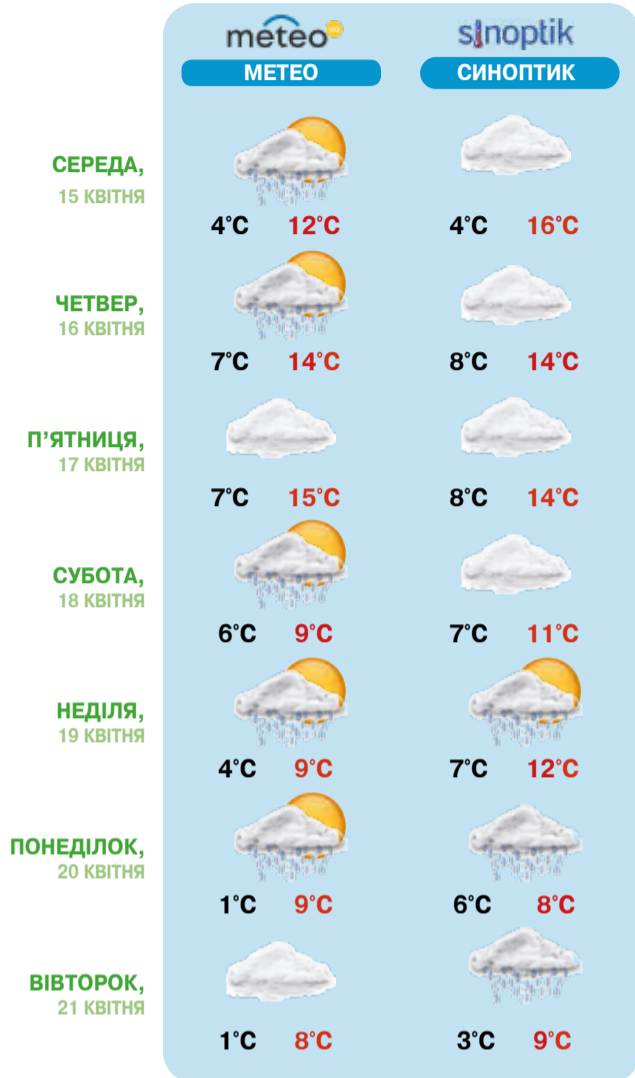 meteo ua
sinoptik
МЕТЕО
СИНОПТИК
СЕРЕДА,
15 КВІТНЯ
4°C 12°C 4°C 16°C
ЧЕТВЕР,
16 КВІТНЯ
7°C 14°C 8°C 14°C
П’ЯТНИЦЯ,
17 КВІТНЯ
7°C 15°C 8°C 14°C
СУБОТА,
18 КВІТНЯ
6°C 9°C 7°C 11°C
НЕДІЛЯ,
19 КВІТНЯ
4°C 9°C 7°C 12°C
ПОНЕДІЛОК,
20 КВІТНЯ
1°C 9°C 6°C 8°C
ВІВТОРОК,
21 КВІТНЯ
1°C 8°C 3°C 9°C